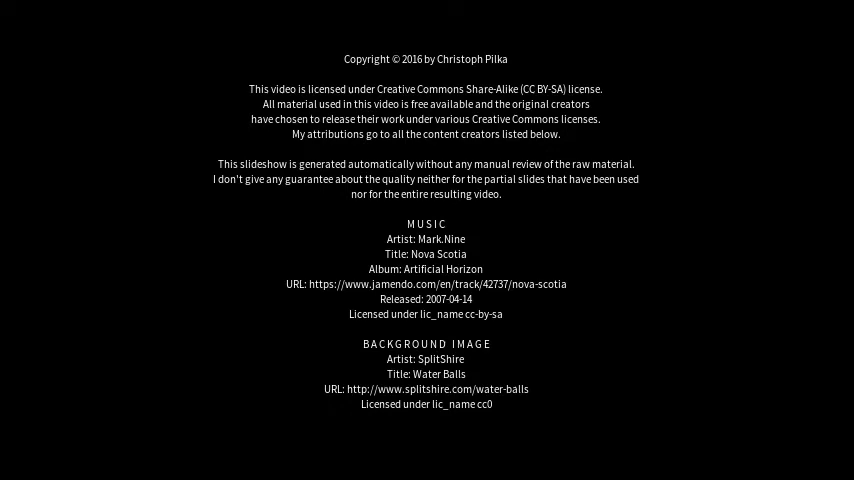 Copyright © 2016 by Christoph Pilka
This video is licensed under Creative Commons Share-Alike (CC BY-SA) license.
All material used in this video is free available and the original creators
have chosen to release their work under various Creative Commons licenses.
My attributions go to all the content creators listed below.
This slideshow is generated automatically without any manual review of the raw material.
I don't give any guarantee about the quality neither for the partial slides that have been used
nor for the entire resulting video.
MUSIC
Artist: Mark.Nine
Title: Nova Scotia
Album: Artificial Horizon
URL: https://www.jamendo.com/en/track/42737/nova-scotia
Released: 2007-04-14
Licensed under lic_name cc-by-sa
BACKGROUND IMAGE
Artist: SplitShire
Title: Water Balls
URL: http://www.splitshire.com/water-balls
Licensed under lic_name cc0